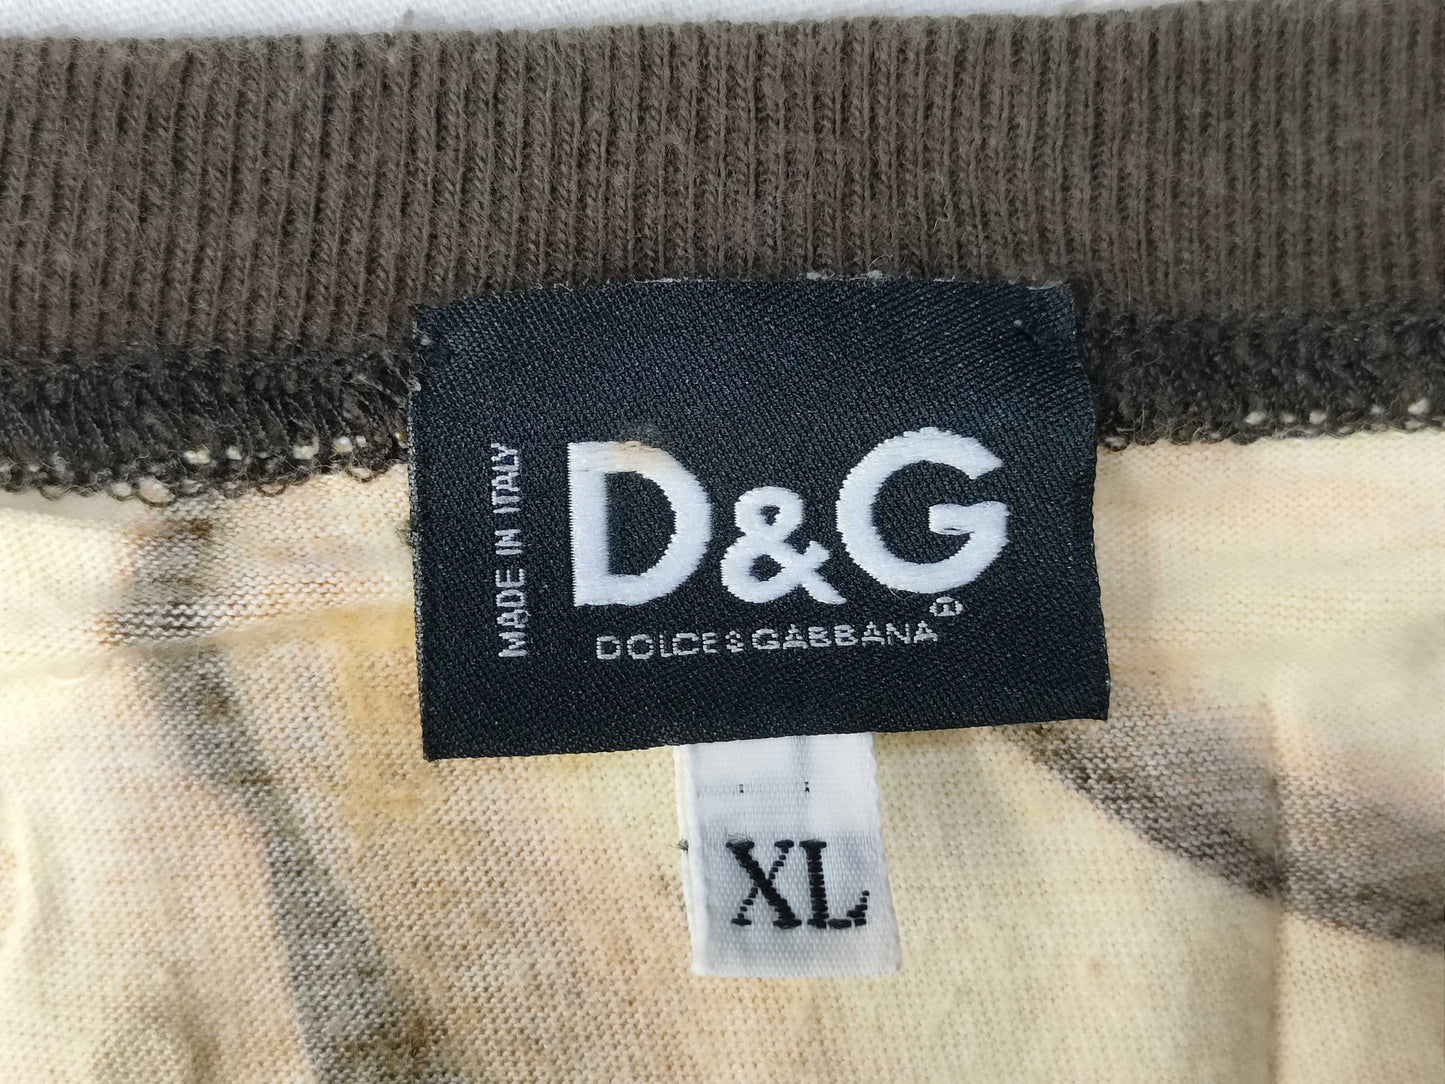 MADE IN ITALY
D&G
DOLCE & GABBANA
XL